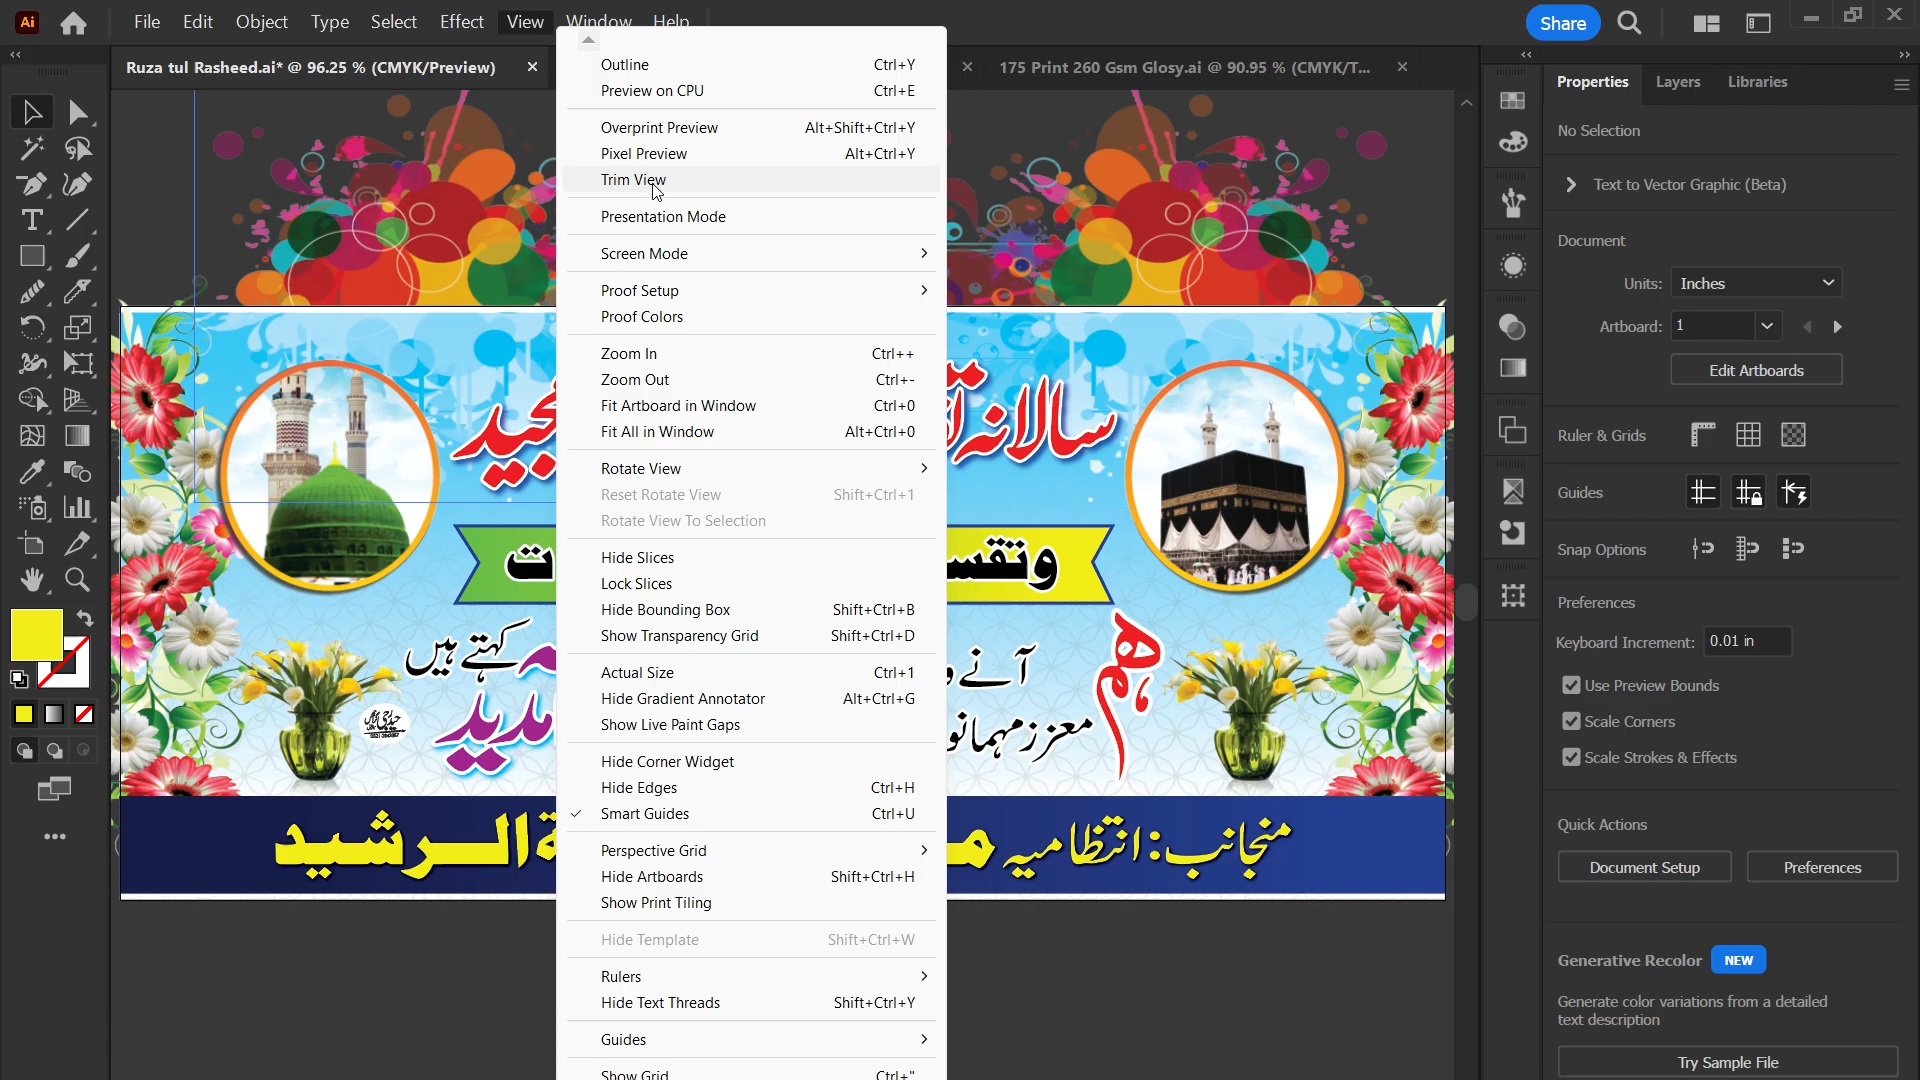 Ai File Edit Object Type Select Effect View Window Help Share
Ruza tul Rasheed.ai* @ 96.25 % (CMYK/Preview)
175 Print 260 Gsm Glosy.ai @ 90.95 % (CMYK/T...
Outline Ctrl+Y
Preview on CPU Ctrl+E
Overprint Preview Alt+Shift+Ctrl+Y
Pixel Preview Alt+Ctrl+Y
Trim View
Presentation Mode
Screen Mode
Proof Setup
Proof Colors
Zoom In Ctrl++
Zoom Out Ctrl+-
Fit Artboard in Window Ctrl+0
Fit All in Window Alt+Ctrl+0
Rotate View
Reset Rotate View Shift+Ctrl+1
Rotate View To Selection
Hide Slices
Lock Slices
Hide Bounding Box Shift+Ctrl+B
Show Transparency Grid Shift+Ctrl+D
Actual Size Ctrl+1
Hide Gradient Annotator Alt+Ctrl+G
Show Live Paint Gaps
Hide Corner Widget
Hide Edges Ctrl+H
Smart Guides Ctrl+U
Perspective Grid
Hide Artboards Shift+Ctrl+H
Show Print Tiling
Hide Template Shift+Ctrl+W
Rulers
Hide Text Threads Shift+Ctrl+Y
Guides
Show Grid Ctrl+"
سالانہ
وتقس
ہم
آنے و
کہتے ہیں
معزز مہمانو
مدید
منجانب: انتظامیہ
ۃالرشید
Properties Layers Libraries
No Selection
Text to Vector Graphic (Beta)
Document
Units: Inches
Artboard: 1
Edit Artboards
Ruler & Grids
Guides
Snap Options
Preferences
Keyboard Increment: 0.01 in
Use Preview Bounds
Scale Corners
Scale Strokes & Effects
Quick Actions
Document Setup Preferences
Generative Recolor NEW
Generate color variations from a detailed
text description
Try Sample File